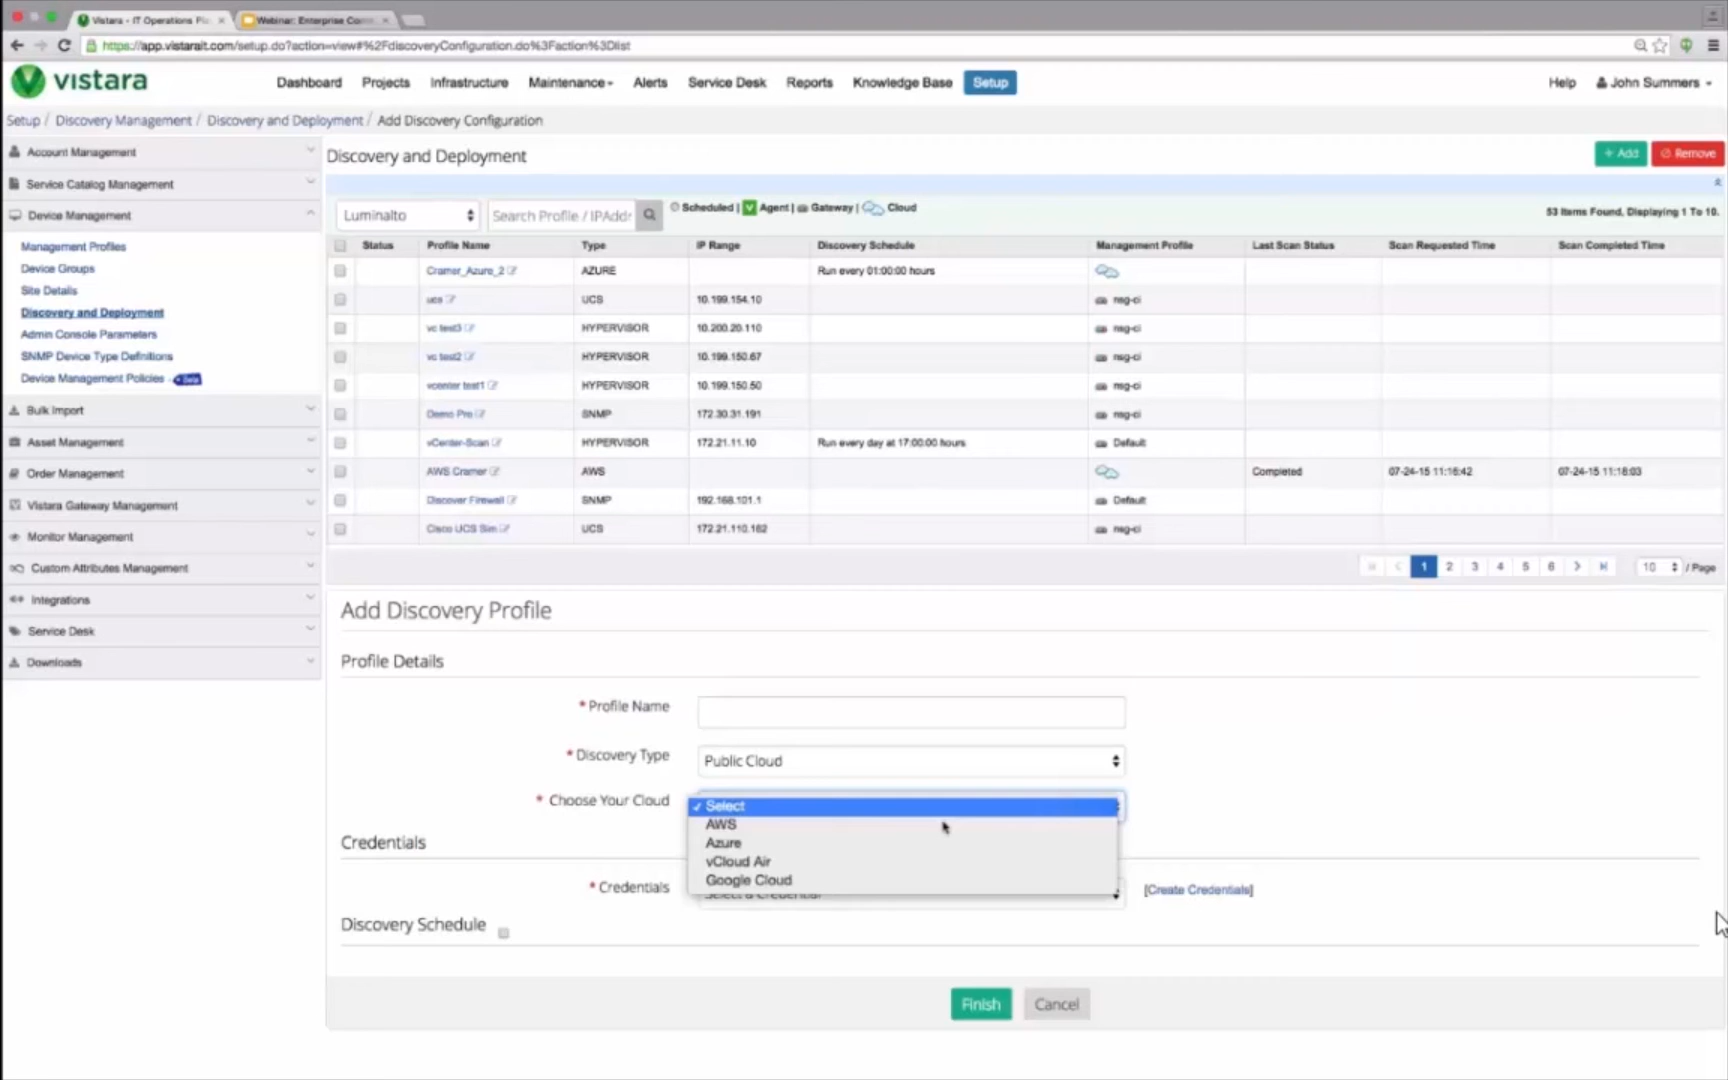 Vistara - IT Operations Pla
Webinar: Enterprise Com
https://app.vistarait.com/setup.do?action=view#%2FdiscoveryConfiguration.do%3Faction%3Dlist
vistara
Dashboard Projects Infrastructure Maintenance Alerts Service Desk Reports Knowledge Base Setup Help John Summers
Setup / Discovery Management / Discovery and Deployment / Add Discovery Configuration
Account Management
Service Catalog Management
Device Management
Management Profiles
Device Groups
Site Details
Discovery and Deployment
Admin Console Parameters
SNMP Device Type Definitions
Device Management Policies Beta
Bulk Import
Asset Management
Order Management
Vistara Gateway Management
Monitor Management
Custom Attributes Management
Integrations
Service Desk
Downloads
Discovery and Deployment
+ Add Remove
Luminalto Search Profile / IPAddr Scheduled | V Agent | Gateway | Cloud
53 Items Found, Displaying 1 To 10.
Status Profile Name Type IP Range Discovery Schedule Management Profile Last Scan Status Scan Requested Time Scan Completed Time
Cramer_Azure_2 AZURE Run every 01:00:00 hours
ucs UCS 10.199.154.10 nsg-ci
vc test3 HYPERVISOR 10.200.20.110 nsg-ci
vc test2 HYPERVISOR 10.199.150.67 nsg-ci
vcenter test1 HYPERVISOR 10.199.150.50 nsg-ci
Demo Pro SNMP 172.30.31.191 nsg-ci
vCenter-Scan HYPERVISOR 172.21.11.10 Run every day at 17:00:00 hours Default
AWS Cramer AWS Completed 07-24-15 11:16:42 07-24-15 11:18:03
Discover Firewall SNMP 192.168.101.1 Default
Cisco UCS Sim UCS 172.21.110.162 nsg-ci
1 2 3 4 5 6 10 / Page
Add Discovery Profile
Profile Details
* Profile Name
* Discovery Type Public Cloud
* Choose Your Cloud ✓ Select
AWS
Azure
vCloud Air
Google Cloud
Credentials
* Credentials Select a Credential [Create Credentials]
Discovery Schedule
Finish Cancel